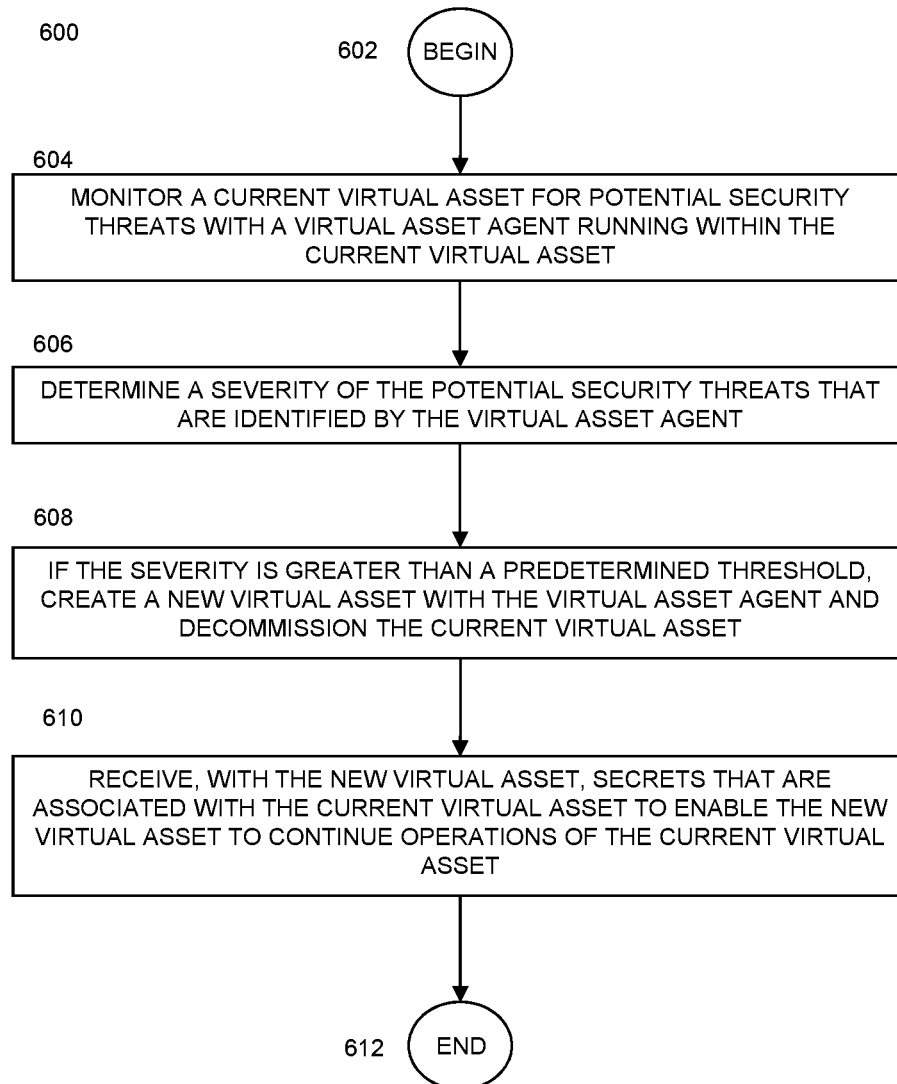 600
602
BEGIN
604
MONITOR A CURRENT VIRTUAL ASSET FOR POTENTIAL SECURITY
THREATS WITH A VIRTUAL ASSET AGENT RUNNING WITHIN THE
CURRENT VIRTUAL ASSET
606
DETERMINE A SEVERITY OF THE POTENTIAL SECURITY THREATS THAT
ARE IDENTIFIED BY THE VIRTUAL ASSET AGENT
608
IF THE SEVERITY IS GREATER THAN A PREDETERMINED THRESHOLD,
CREATE A NEW VIRTUAL ASSET WITH THE VIRTUAL ASSET AGENT AND
DECOMMISSION THE CURRENT VIRTUAL ASSET
610
RECEIVE, WITH THE NEW VIRTUAL ASSET, SECRETS THAT ARE
ASSOCIATED WITH THE CURRENT VIRTUAL ASSET TO ENABLE THE NEW
VIRTUAL ASSET TO CONTINUE OPERATIONS OF THE CURRENT VIRTUAL
ASSET
612
END